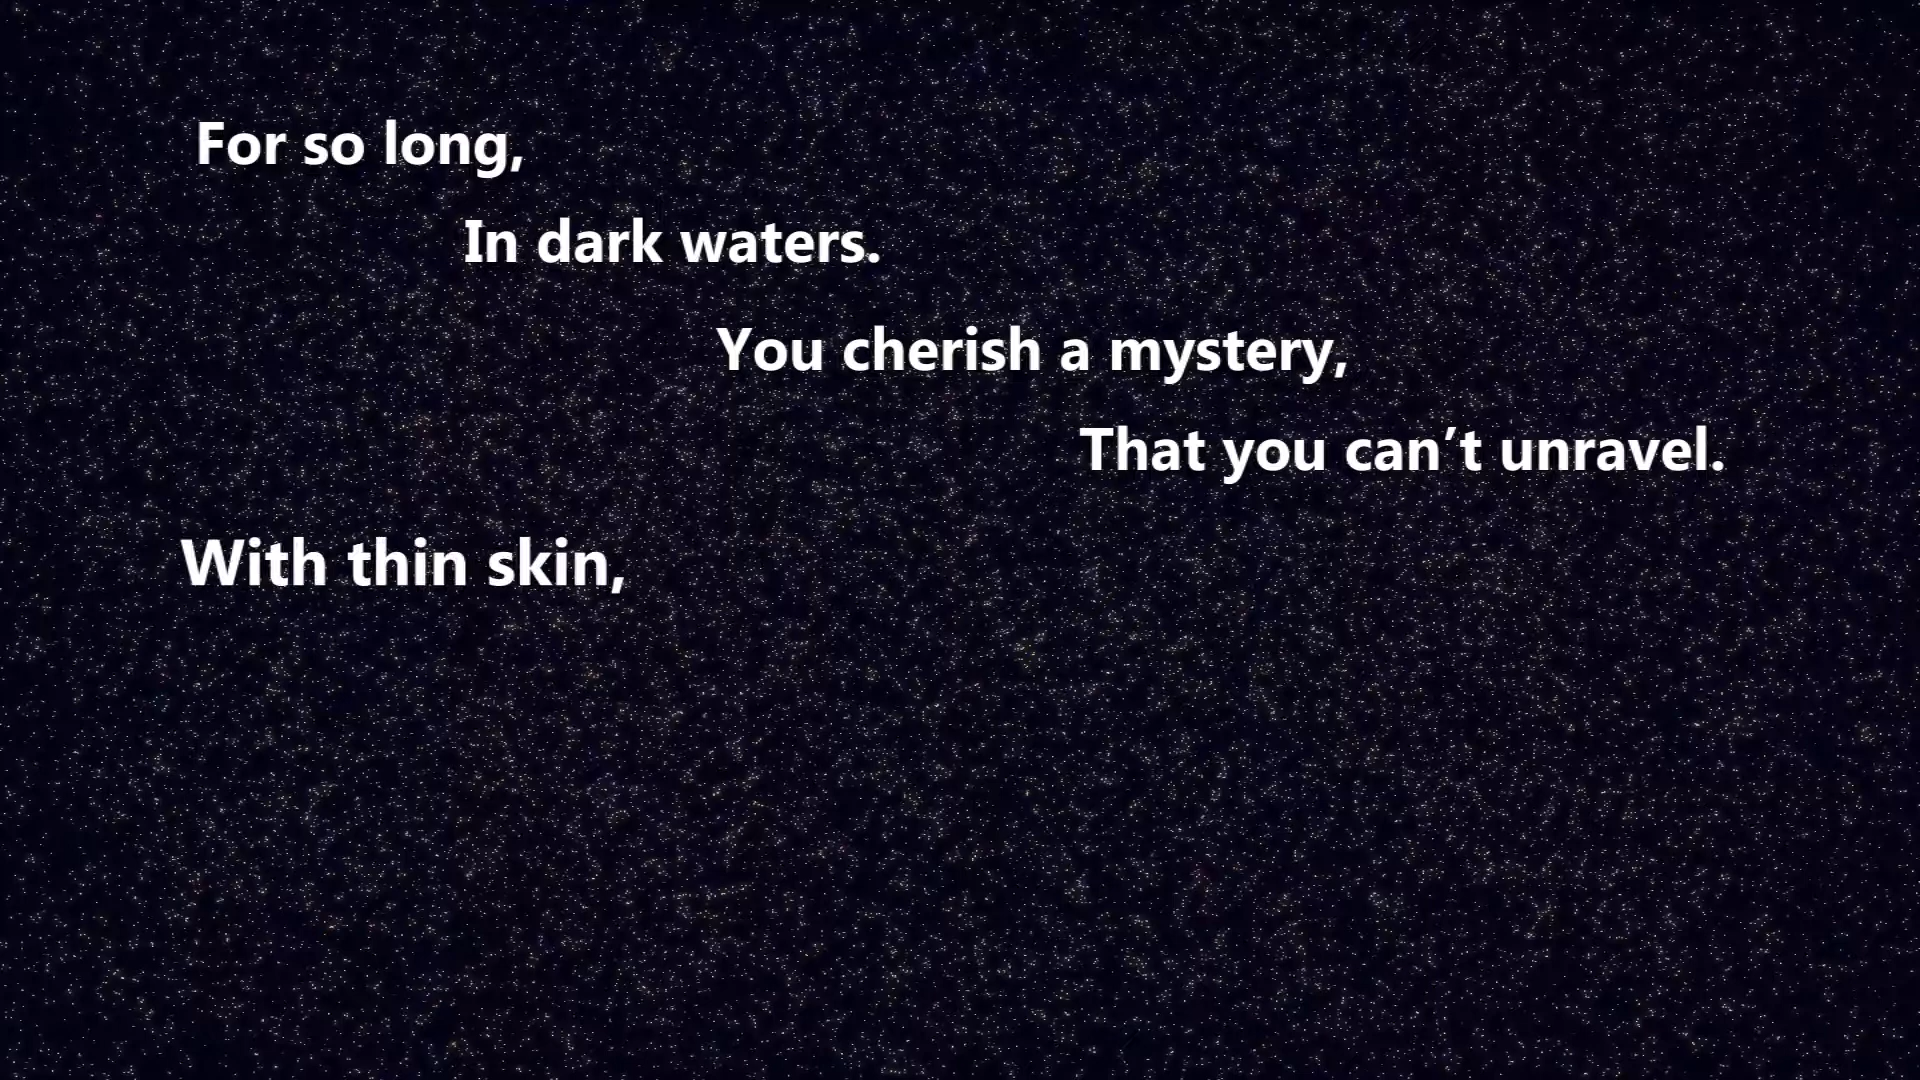 For so long,
In dark waters.
You cherish a mystery,
That you can’t unravel.
With thin skin,